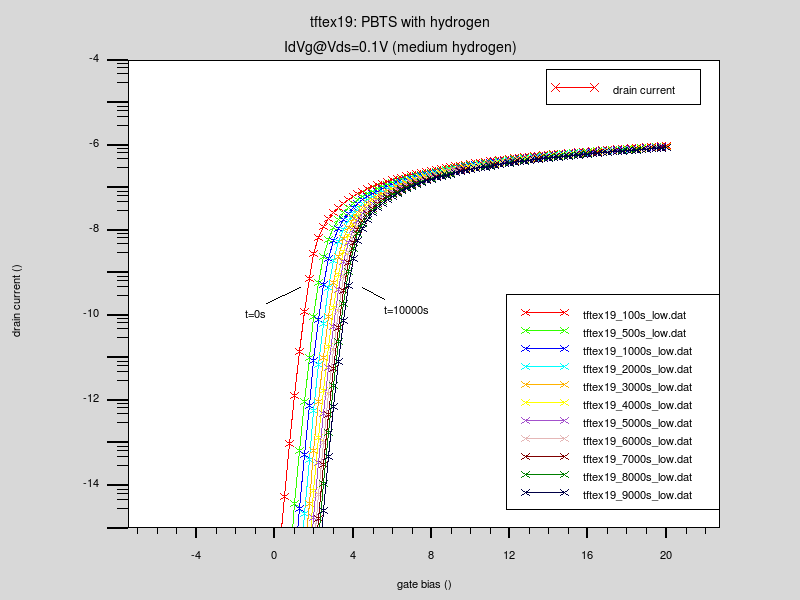 tftex19: PBTS with hydrogen
IdVg@Vds=0.1V (medium hydrogen)
drain current
-4
-6
-8
-10
-12
-14
drain current ()
t=0s
t=10000s
tftex19_100s_low.dat
tftex19_500s_low.dat
tftex19_1000s_low.dat
tftex19_2000s_low.dat
tftex19_3000s_low.dat
tftex19_4000s_low.dat
tftex19_5000s_low.dat
tftex19_6000s_low.dat
tftex19_7000s_low.dat
tftex19_8000s_low.dat
tftex19_9000s_low.dat
-4 0 4 8 12 16 20
gate bias ()